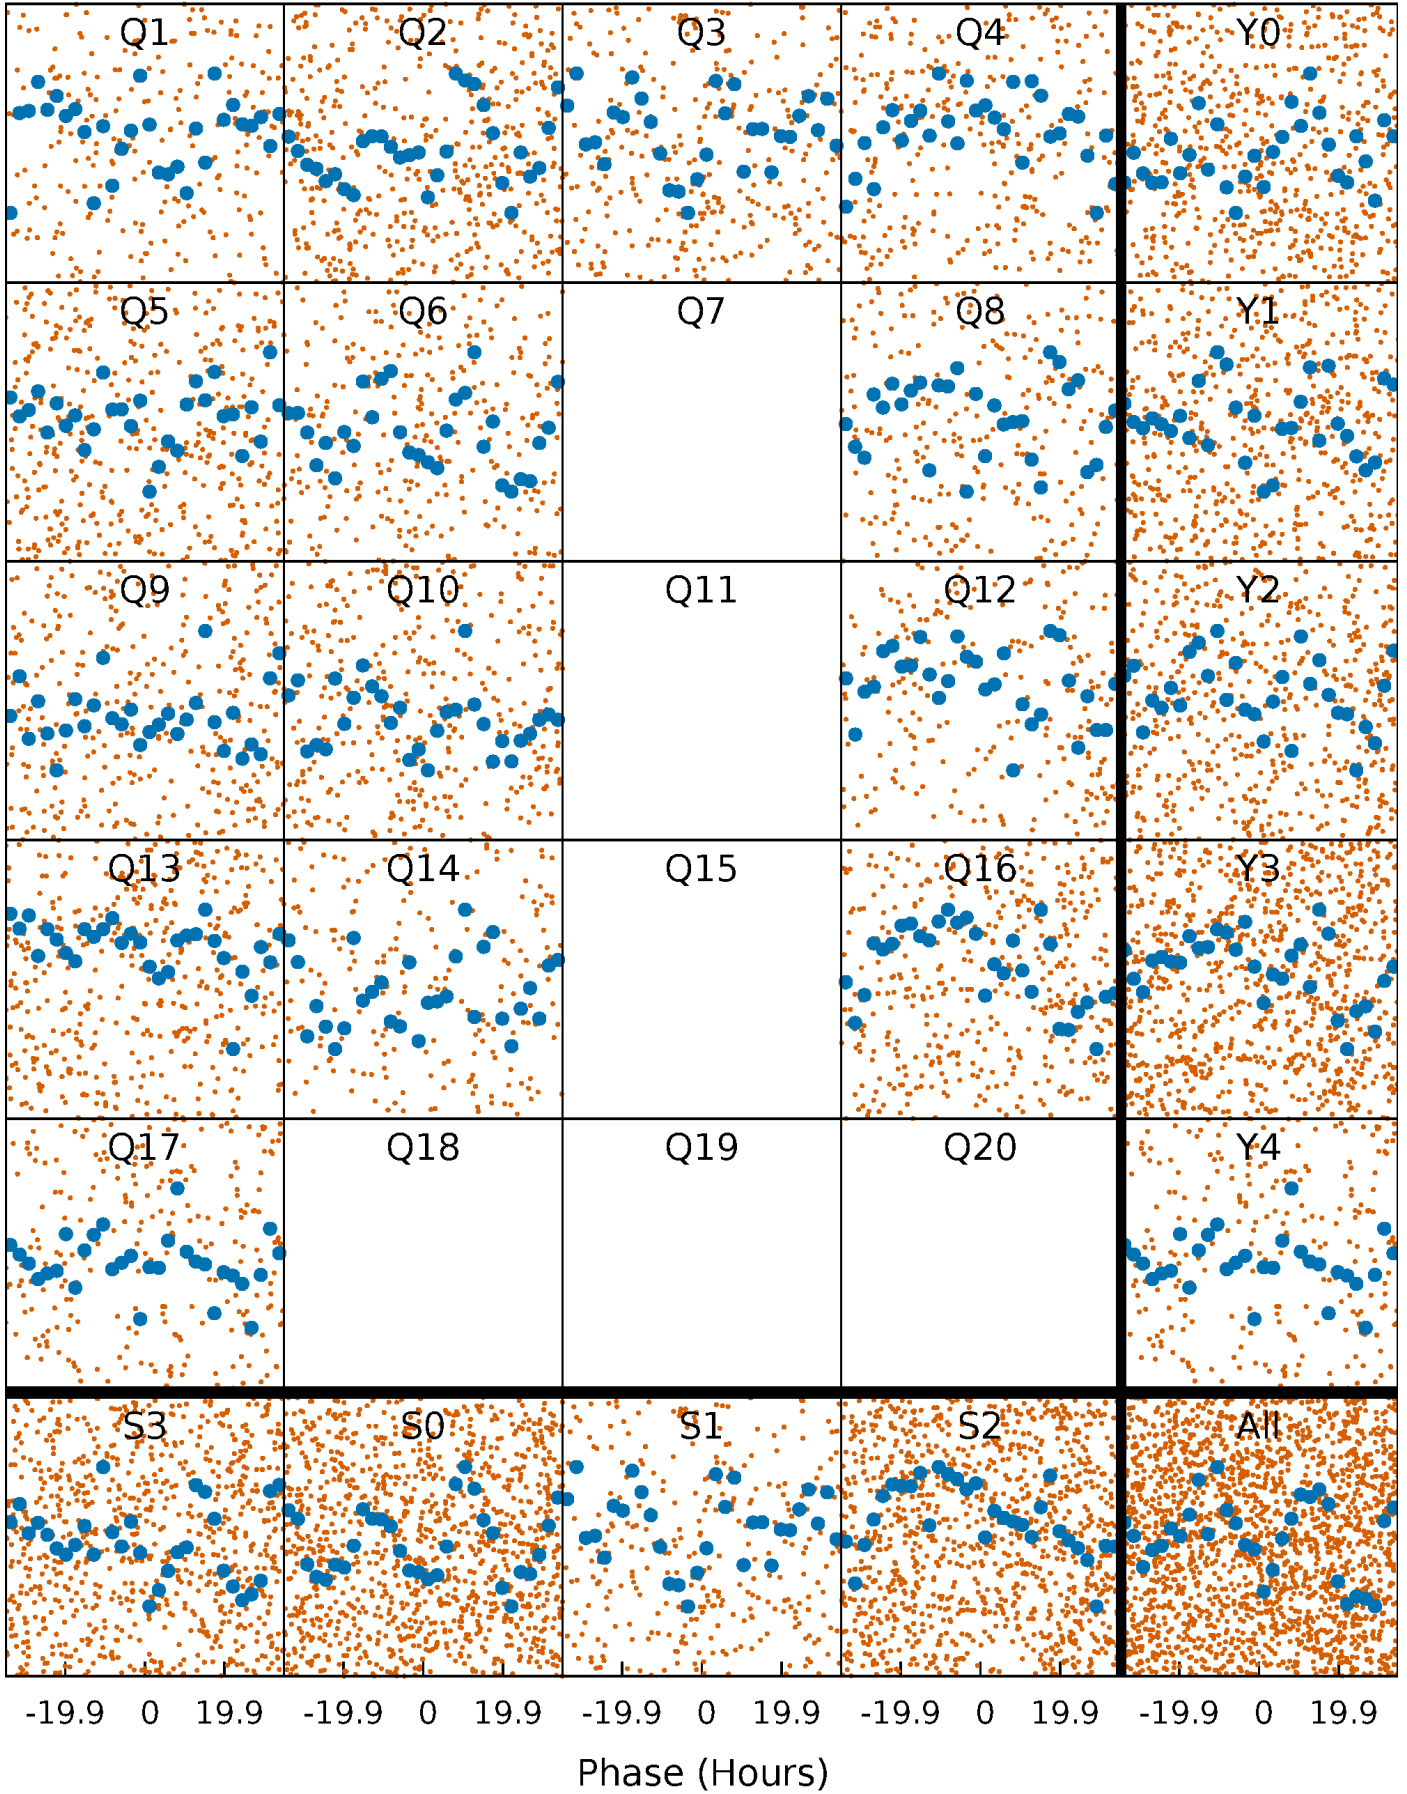 Q1 Q2 Q3 Q4 Y0
Q5 Q6 Q7 Q8 Y1
Q9 Q10 Q11 Q12 Y2
Q13 Q14 Q15 Q16 Y3
Q17 Q18 Q19 Q20 Y4
S3 S0 S1 S2 All
-19.9 0 19.9 -19.9 0 19.9 -19.9 0 19.9 -19.9 0 19.9 -19.9 0 19.9
Phase (Hours)